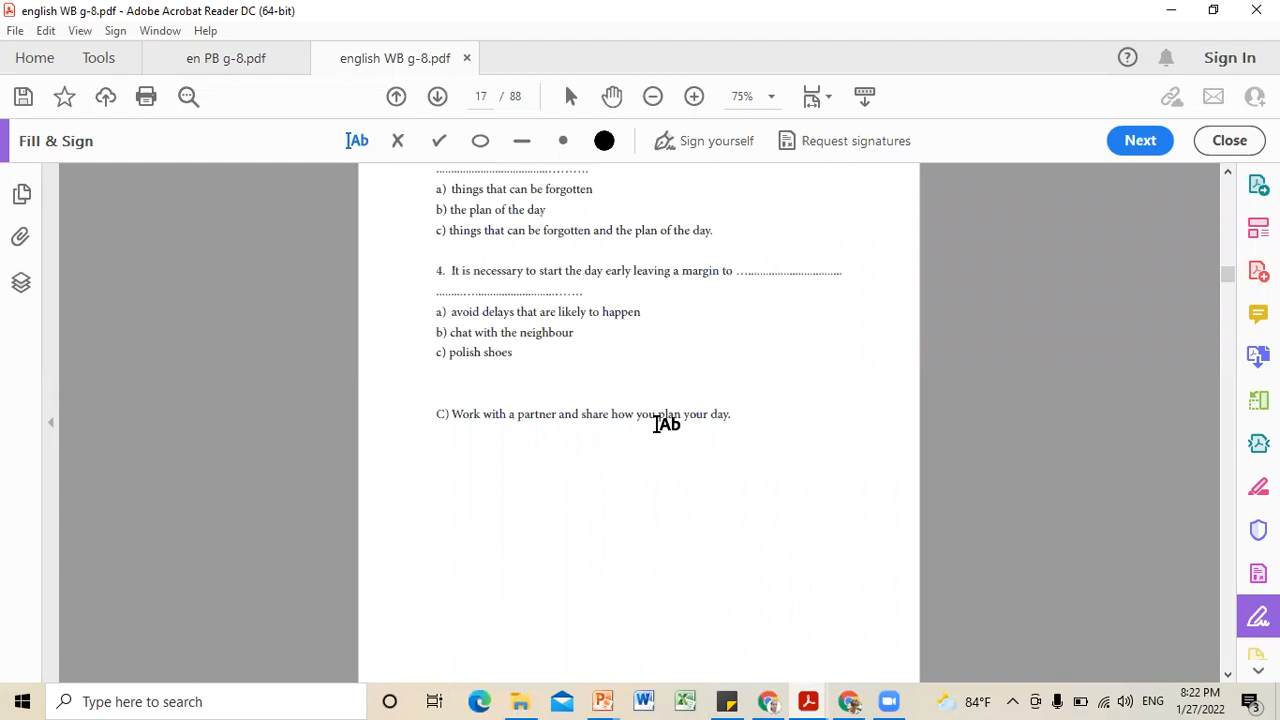 english WB g-8.pdf - Adobe Acrobat Reader DC (64-bit)
File Edit View Sign Window Help
Home Tools en PB g-8.pdf english WB g-8.pdf × Sign In
17 / 88 75%
Fill & Sign Ab Sign yourself Request signatures Next Close
a) things that can be forgotten
b) the plan of the day
c) things that can be forgotten and the plan of the day.
4. It is necessary to start the day early leaving a margin to ......................................
..................................................
a) avoid delays that are likely to happen
b) chat with the neighbour
c) polish shoes
C) Work with a partner and share how you plan your day.
Ab
Type here to search 84°F ENG 8:22 PM
1/27/2022 3